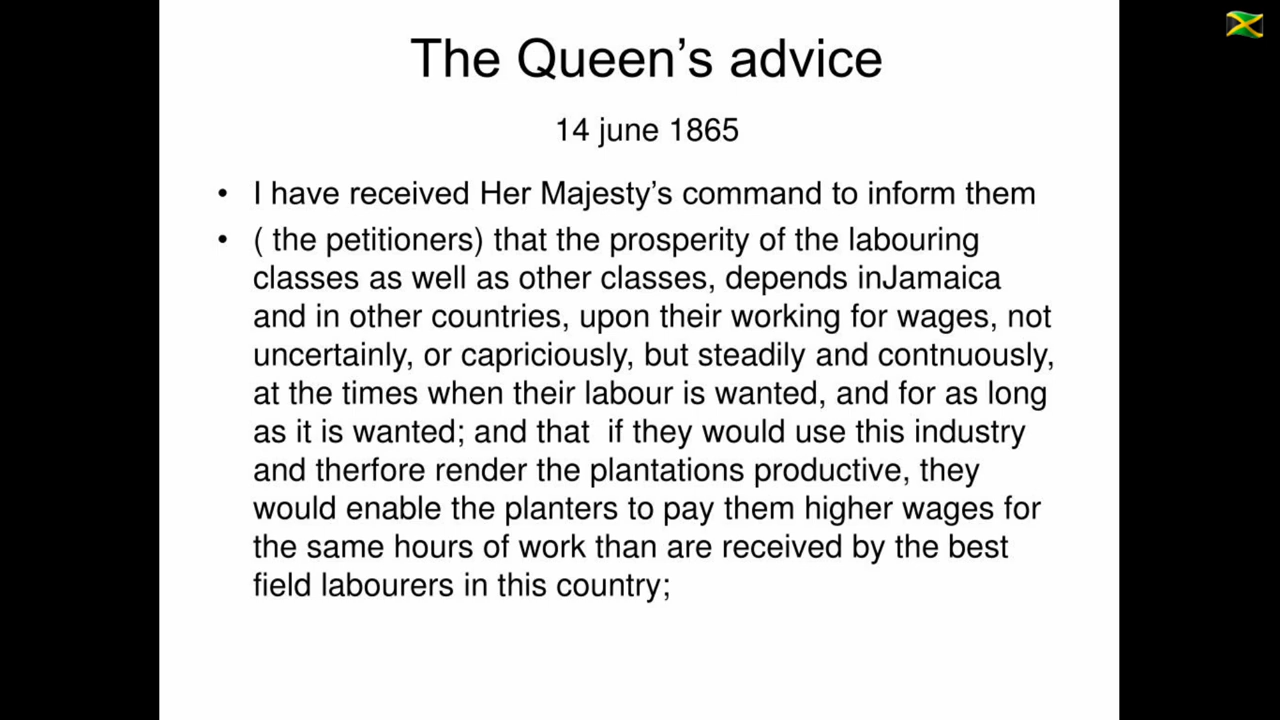 The Queen’s advice
14 june 1865
• I have received Her Majesty’s command to inform them
• ( the petitioners) that the prosperity of the labouring
classes as well as other classes, depends inJamaica
and in other countries, upon their working for wages, not
uncertainly, or capriciously, but steadily and contnuously,
at the times when their labour is wanted, and for as long
as it is wanted; and that  if they would use this industry
and therfore render the plantations productive, they
would enable the planters to pay them higher wages for
the same hours of work than are received by the best
field labourers in this country;